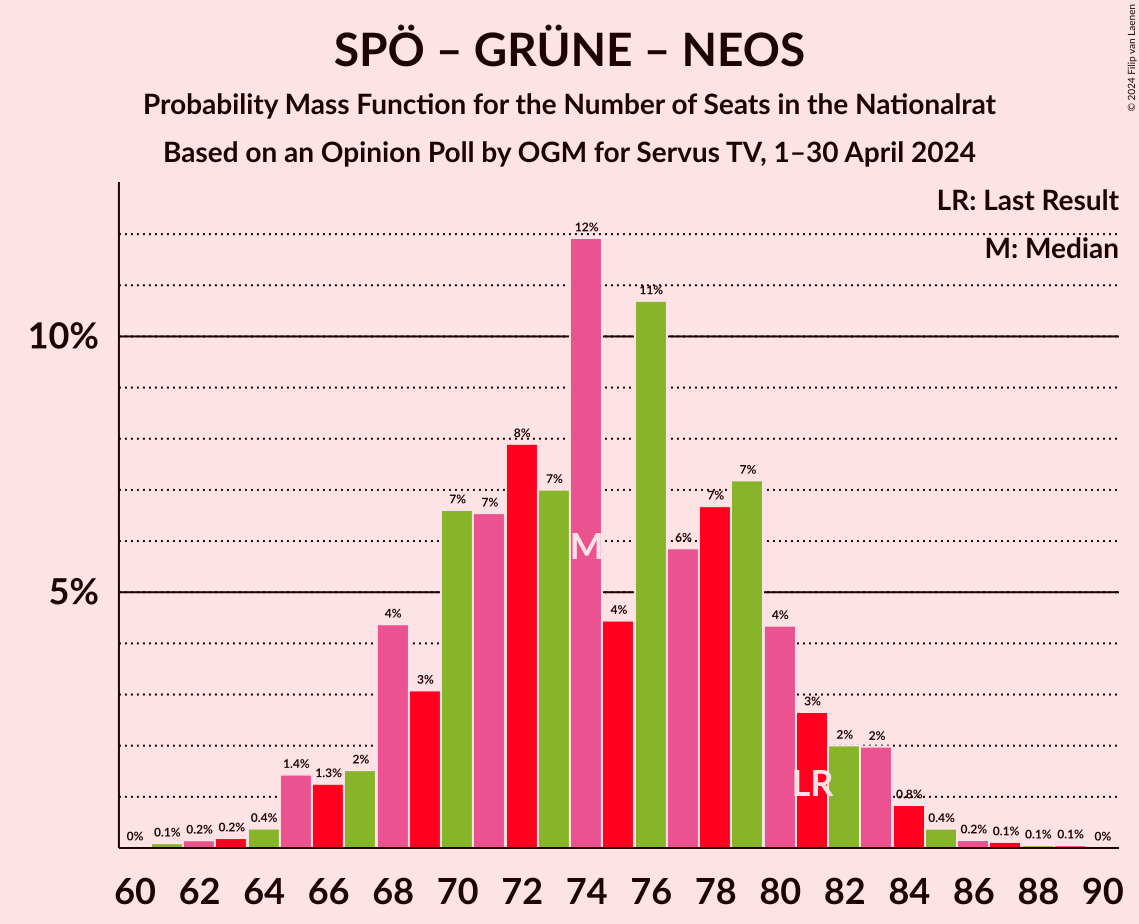 SPÖ – GRÜNE – NEOS
Probability Mass Function for the Number of Seats in the Nationalrat
Based on an Opinion Poll by OGM for Servus TV, 1–30 April 2024
© 2024 Filip van Laenen
LR: Last Result
M: Median
10%
5%
0% 0.1% 0.2% 0.2% 0.4% 1.4% 1.3% 2% 4% 3% 7% 7% 8% 7% 12% 4% 11% 6% 7% 7% 4% 3% 2% 2% 0.8% 0.4% 0.2% 0.1% 0.1% 0.1% 0%
M
LR
60 62 64 66 68 70 72 74 76 78 80 82 84 86 88 90